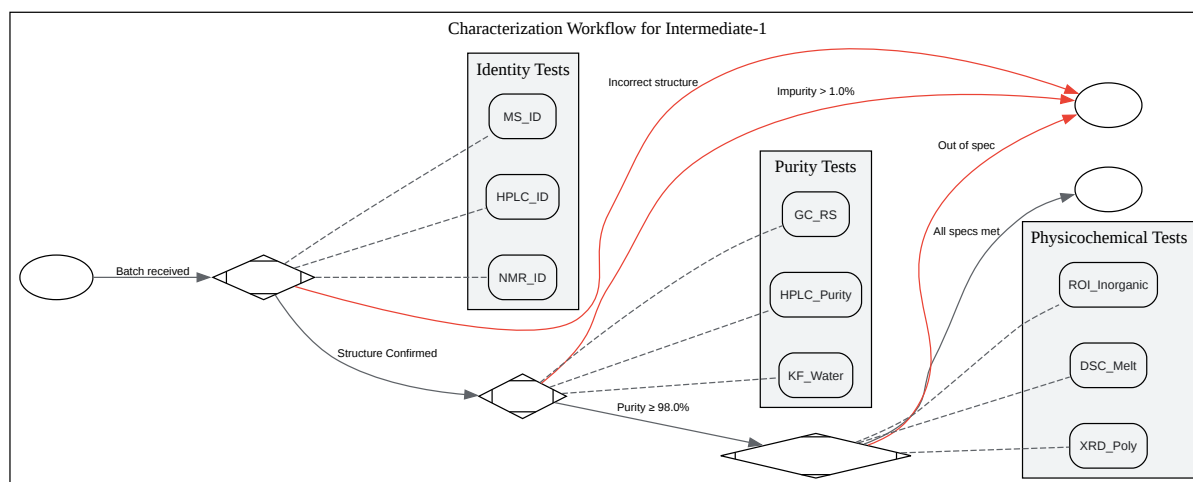 Characterization Workflow for Intermediate-1
Identity Tests
MS_ID
HPLC_ID
NMR_ID
Incorrect structure
Impurity > 1.0%
Out of spec
Purity Tests
GC_RS
HPLC_Purity
KF_Water
All specs met
Physicochemical Tests
ROI_Inorganic
DSC_Melt
XRD_Poly
Batch received
Structure Confirmed
Purity ≥ 98.0%